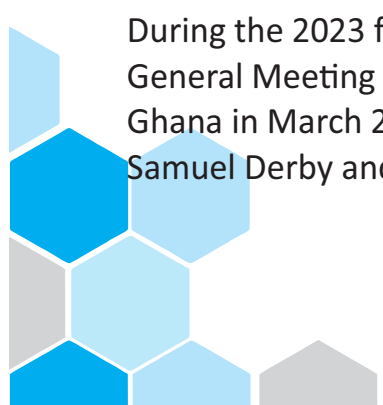 During the 2023 f
General Meeting
Ghana in March 2
Samuel Derby and